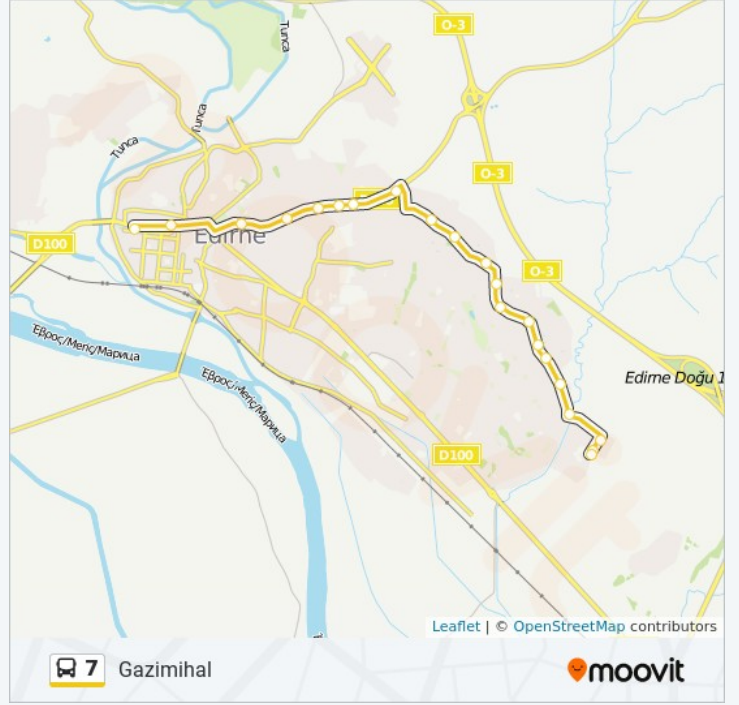 O-3
Tunca
Tunca
Tunca
O-3
D100
Edirne
O-3
Έβρος/Meriç/Марица
Έβρος/Meriç/Марица
Edirne Doğu 1
D100
Leaflet | © OpenStreetMap contributors
7 Gazimihal
moovit